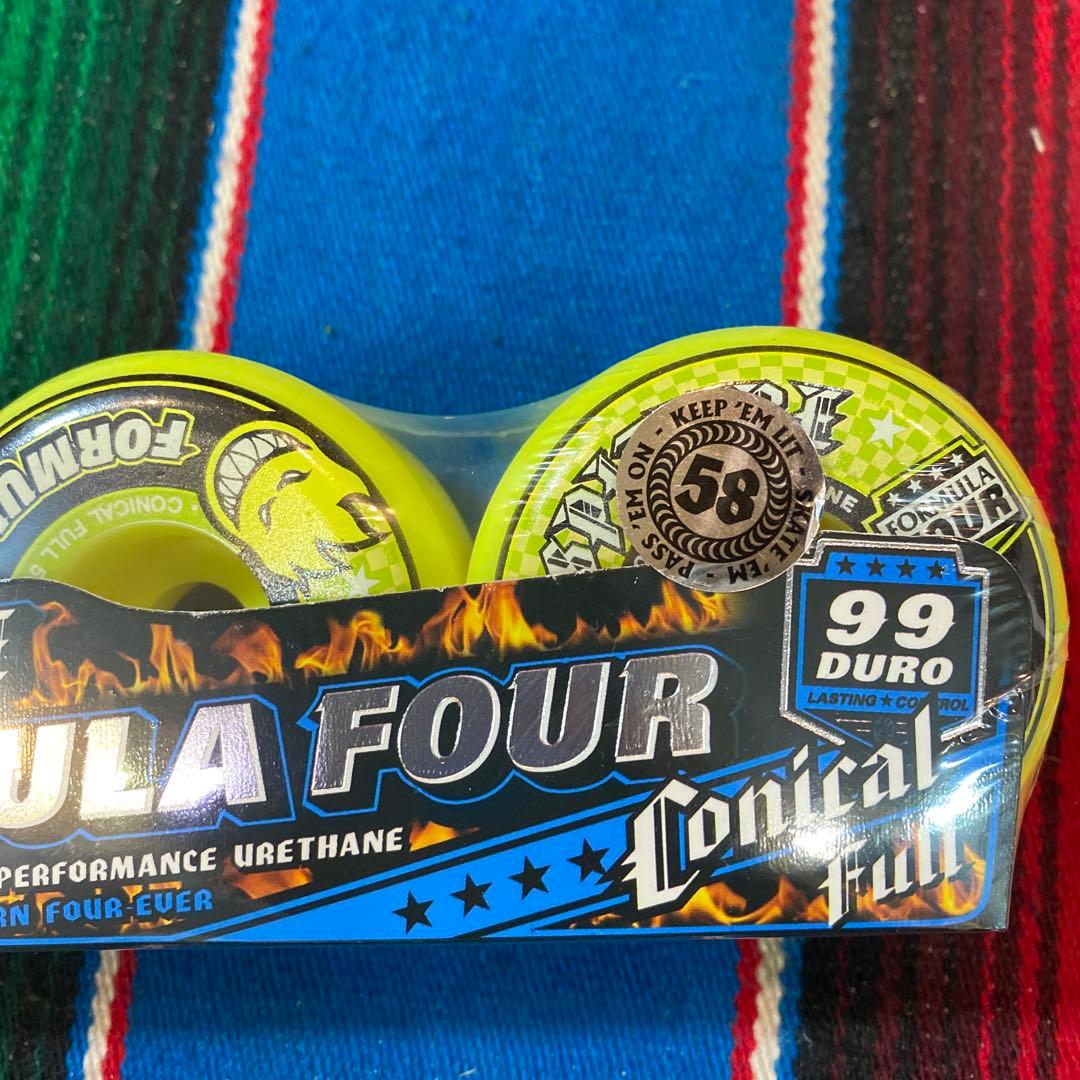 FORMU
CONICAL FULL 5
FORMULA
FOUR
KEEP 'EM LIT - SKATE 'EM - PASS 'EM ON -
58
99
DURO
LASTING ★ CONTROL
ULA FOUR
PERFORMANCE URETHANE
RN FOUR-EVER
Conical
Full